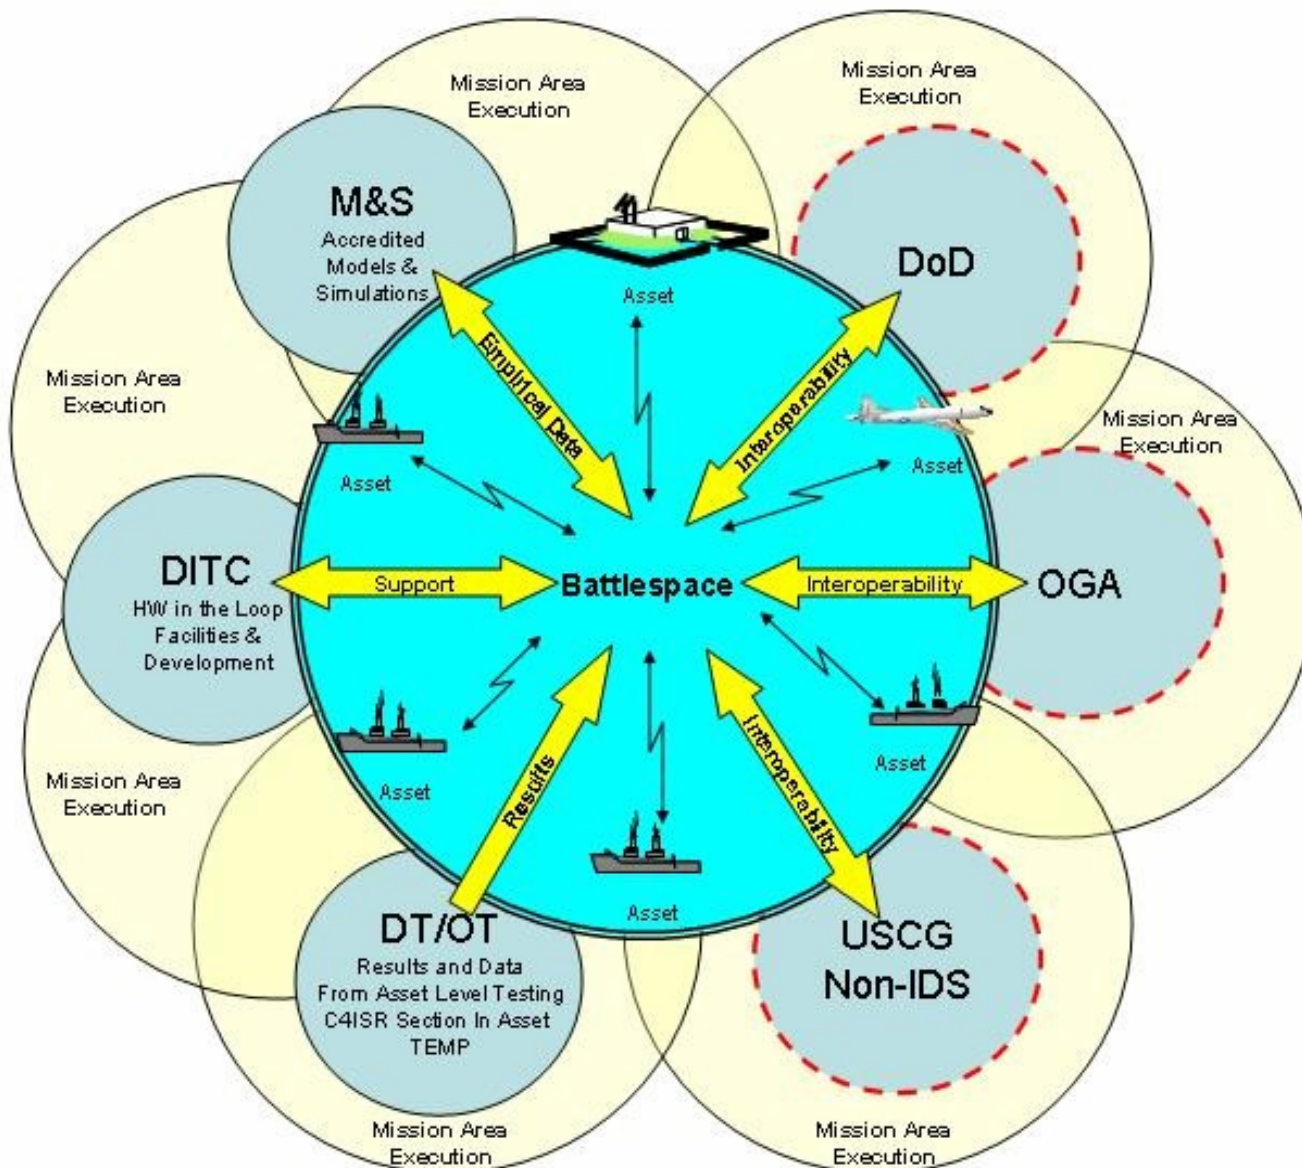 Mission Area
Execution
Mission Area
Execution
M&S
Accredited
Models &
Simulations
DoD
Asset
Empirical Data
Interoperability
Mission Area
Execution
Mission Area
Execution
Asset
Asset
DITC
HW in the Loop
Facilities &
Development
Support
Battlespace
Interoperability
OGA
Mission Area
Execution
Asset
Results
Interoperability
Asset
Asset
DT/OT
Results and Data
From Asset Level Testing
C4ISR Section In Asset
TEMP
USCG
Non-IDS
Mission Area
Execution
Mission Area
Execution